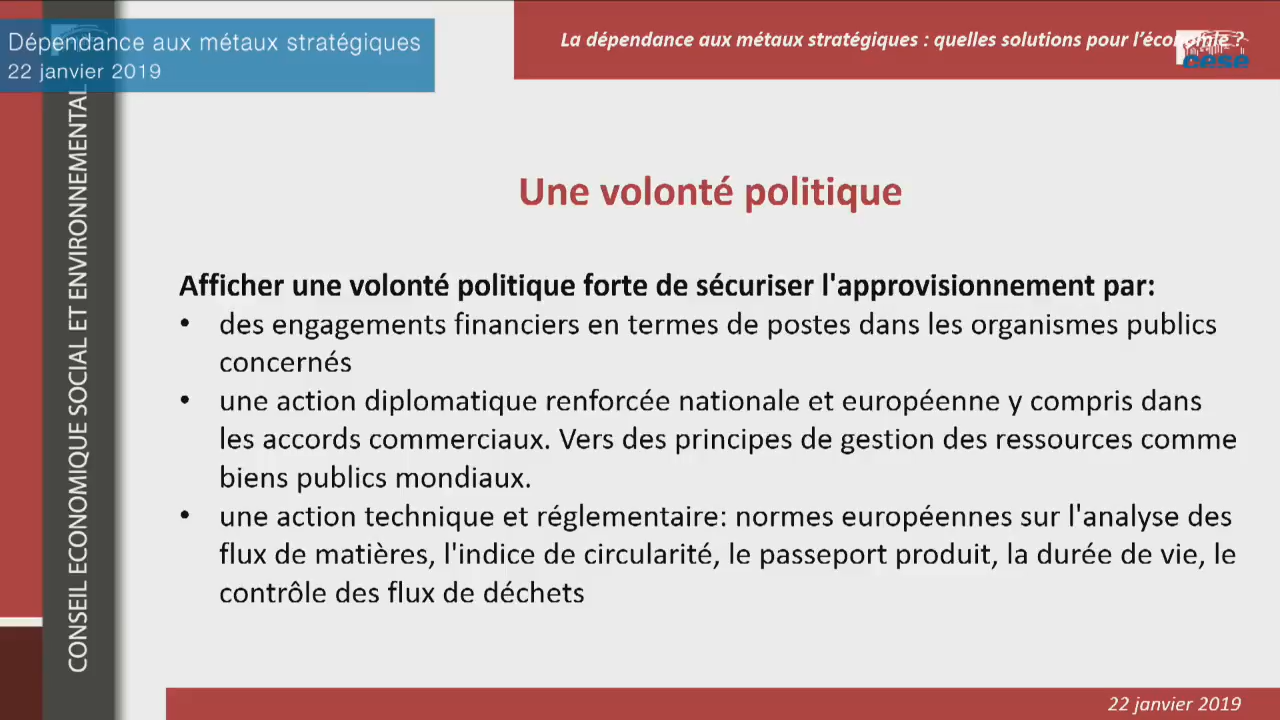 Dépendance aux métaux stratégiques
22 janvier 2019
La dépendance aux métaux stratégiques : quelles solutions pour l'économie ?
cese
CONSEIL ECONOMIQUE SOCIAL ET ENVIRONNEMENTAL
Une volonté politique
Afficher une volonté politique forte de sécuriser l'approvisionnement par:
• des engagements financiers en termes de postes dans les organismes publics
concernés
• une action diplomatique renforcée nationale et européenne y compris dans
les accords commerciaux. Vers des principes de gestion des ressources comme
biens publics mondiaux.
• une action technique et réglementaire: normes européennes sur l'analyse des
flux de matières, l'indice de circularité, le passeport produit, la durée de vie, le
contrôle des flux de déchets
22 janvier 2019